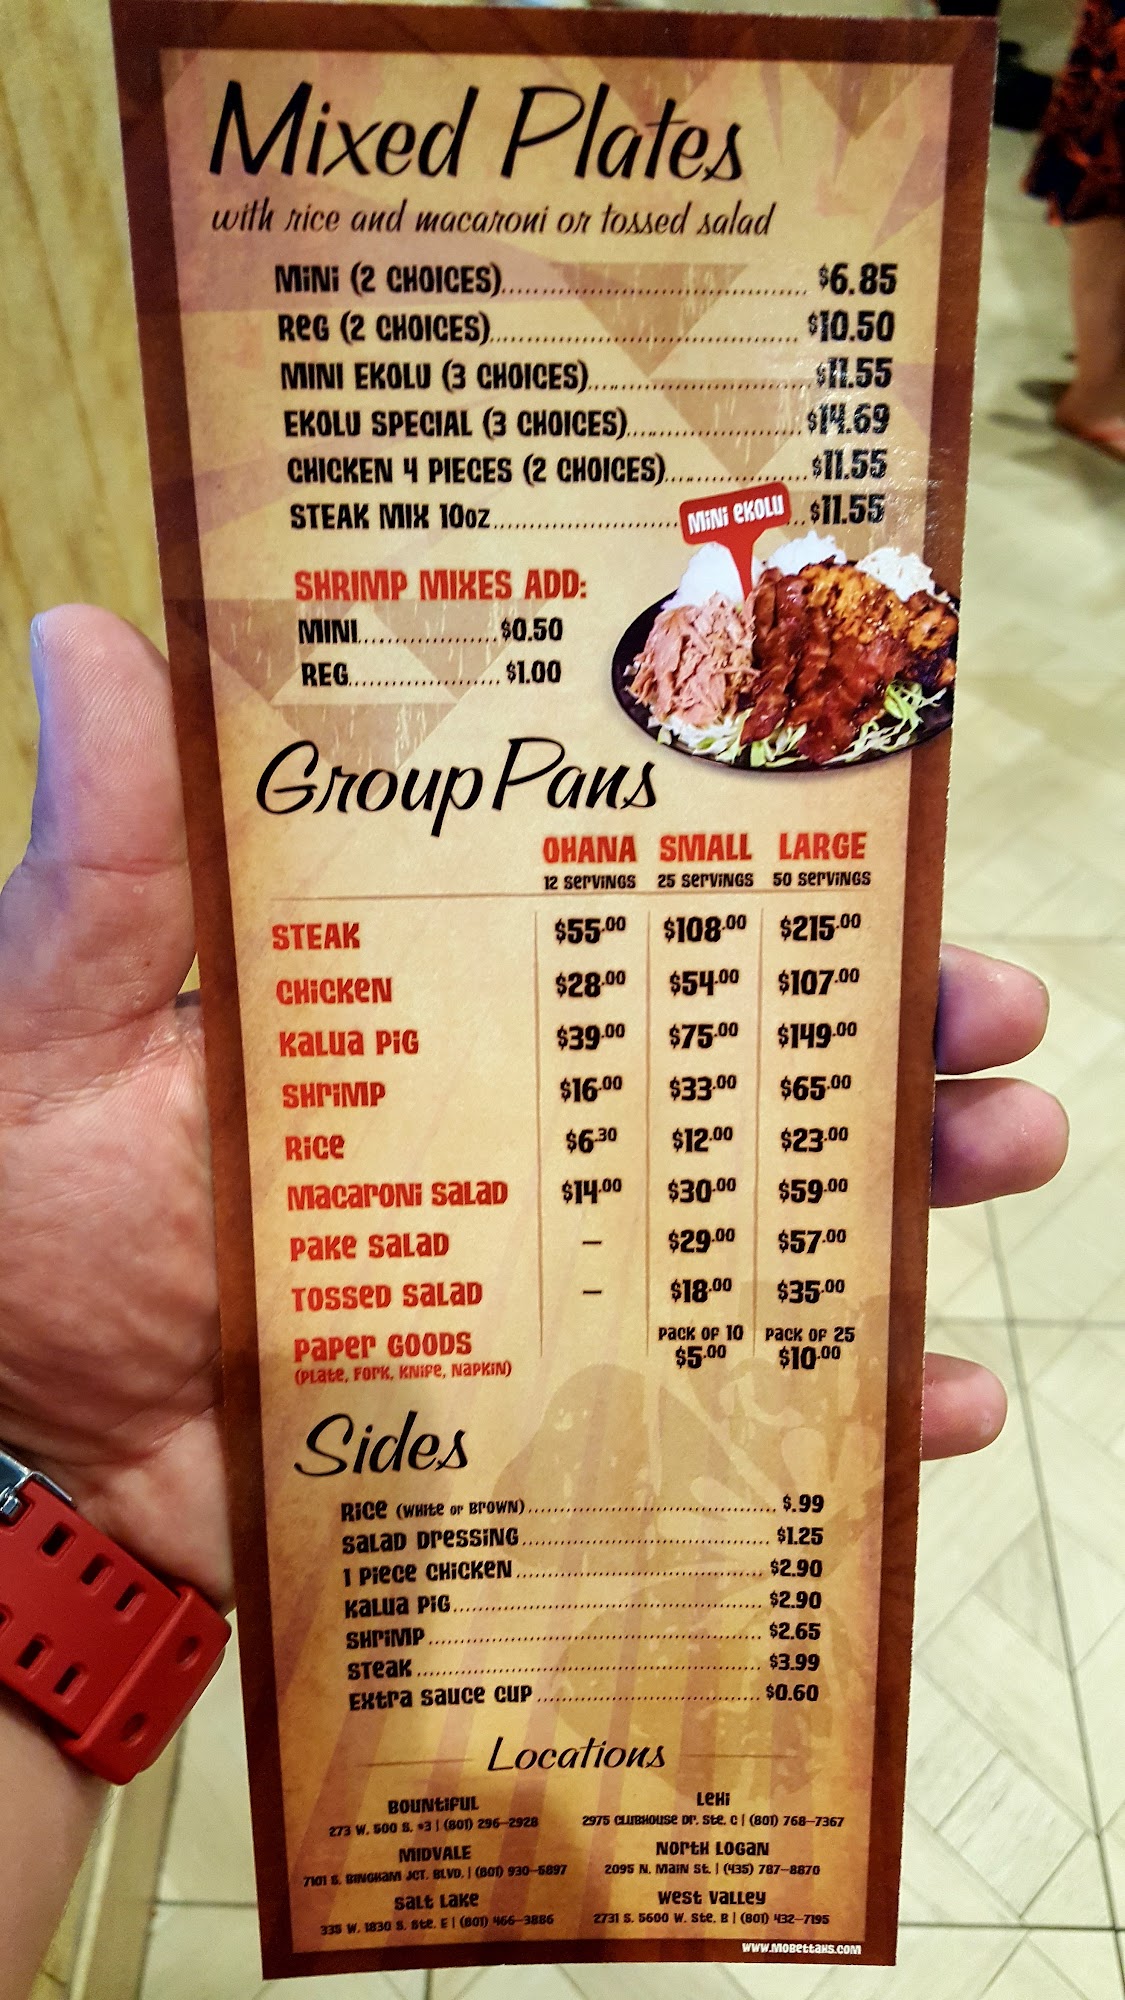 Mixed Plates
with rice and macaroni or tossed salad
MINI (2 CHOICES) $6.85
REG (2 CHOICES) $10.50
MINI EKOLU (3 CHOICES) $11.55
EKOLU SPECIAL (3 CHOICES) $14.69
CHICKEN 4 PIECES (2 CHOICES) $11.55
STEAK MIX 10oz $11.55
MINI EKOLU
SHRIMP MIXES ADD:
MINI $0.50
REG $1.00
Group Pans
OHANA SMALL LARGE
12 SERVINGS 25 SERVINGS 50 SERVINGS
STEAK $55.00 $108.00 $215.00
CHICKEN $28.00 $54.00 $107.00
KALUA PIG $39.00 $75.00 $149.00
SHRIMP $16.00 $33.00 $65.00
RICE $6.30 $12.00 $23.00
MACARONI SALAD $14.00 $30.00 $59.00
PAKE SALAD – $29.00 $57.00
TOSSED SALAD – $18.00 $35.00
PAPER GOODS PACK OF 10 PACK OF 25
(PLATE, FORK, KNIFE, NAPKIN) $5.00 $10.00
Sides
RICE (WHITE OR BROWN) $.99
SALAD DRESSING $1.25
1 PIECE CHICKEN $2.90
KALUA PIG $2.90
SHRIMP $2.65
STEAK $3.99
EXTRA SAUCE CUP $0.60
Locations
BOUNTIFUL
273 W. 500 S. #3 | (801) 296-2928
MIDVALE
7101 S. BINGHAM JCT. BLVD. | (801) 930-5897
SALT LAKE
335 W. 1830 S. STE. E | (801) 466-3886
LEHI
2975 CLUBHOUSE DR. STE. C | (801) 768-7367
NORTH LOGAN
2095 N. MAIN ST. | (435) 787-8870
WEST VALLEY
2731 S. 5600 W. STE. B | (801) 432-7195
WWW.MOBETTAHS.COM